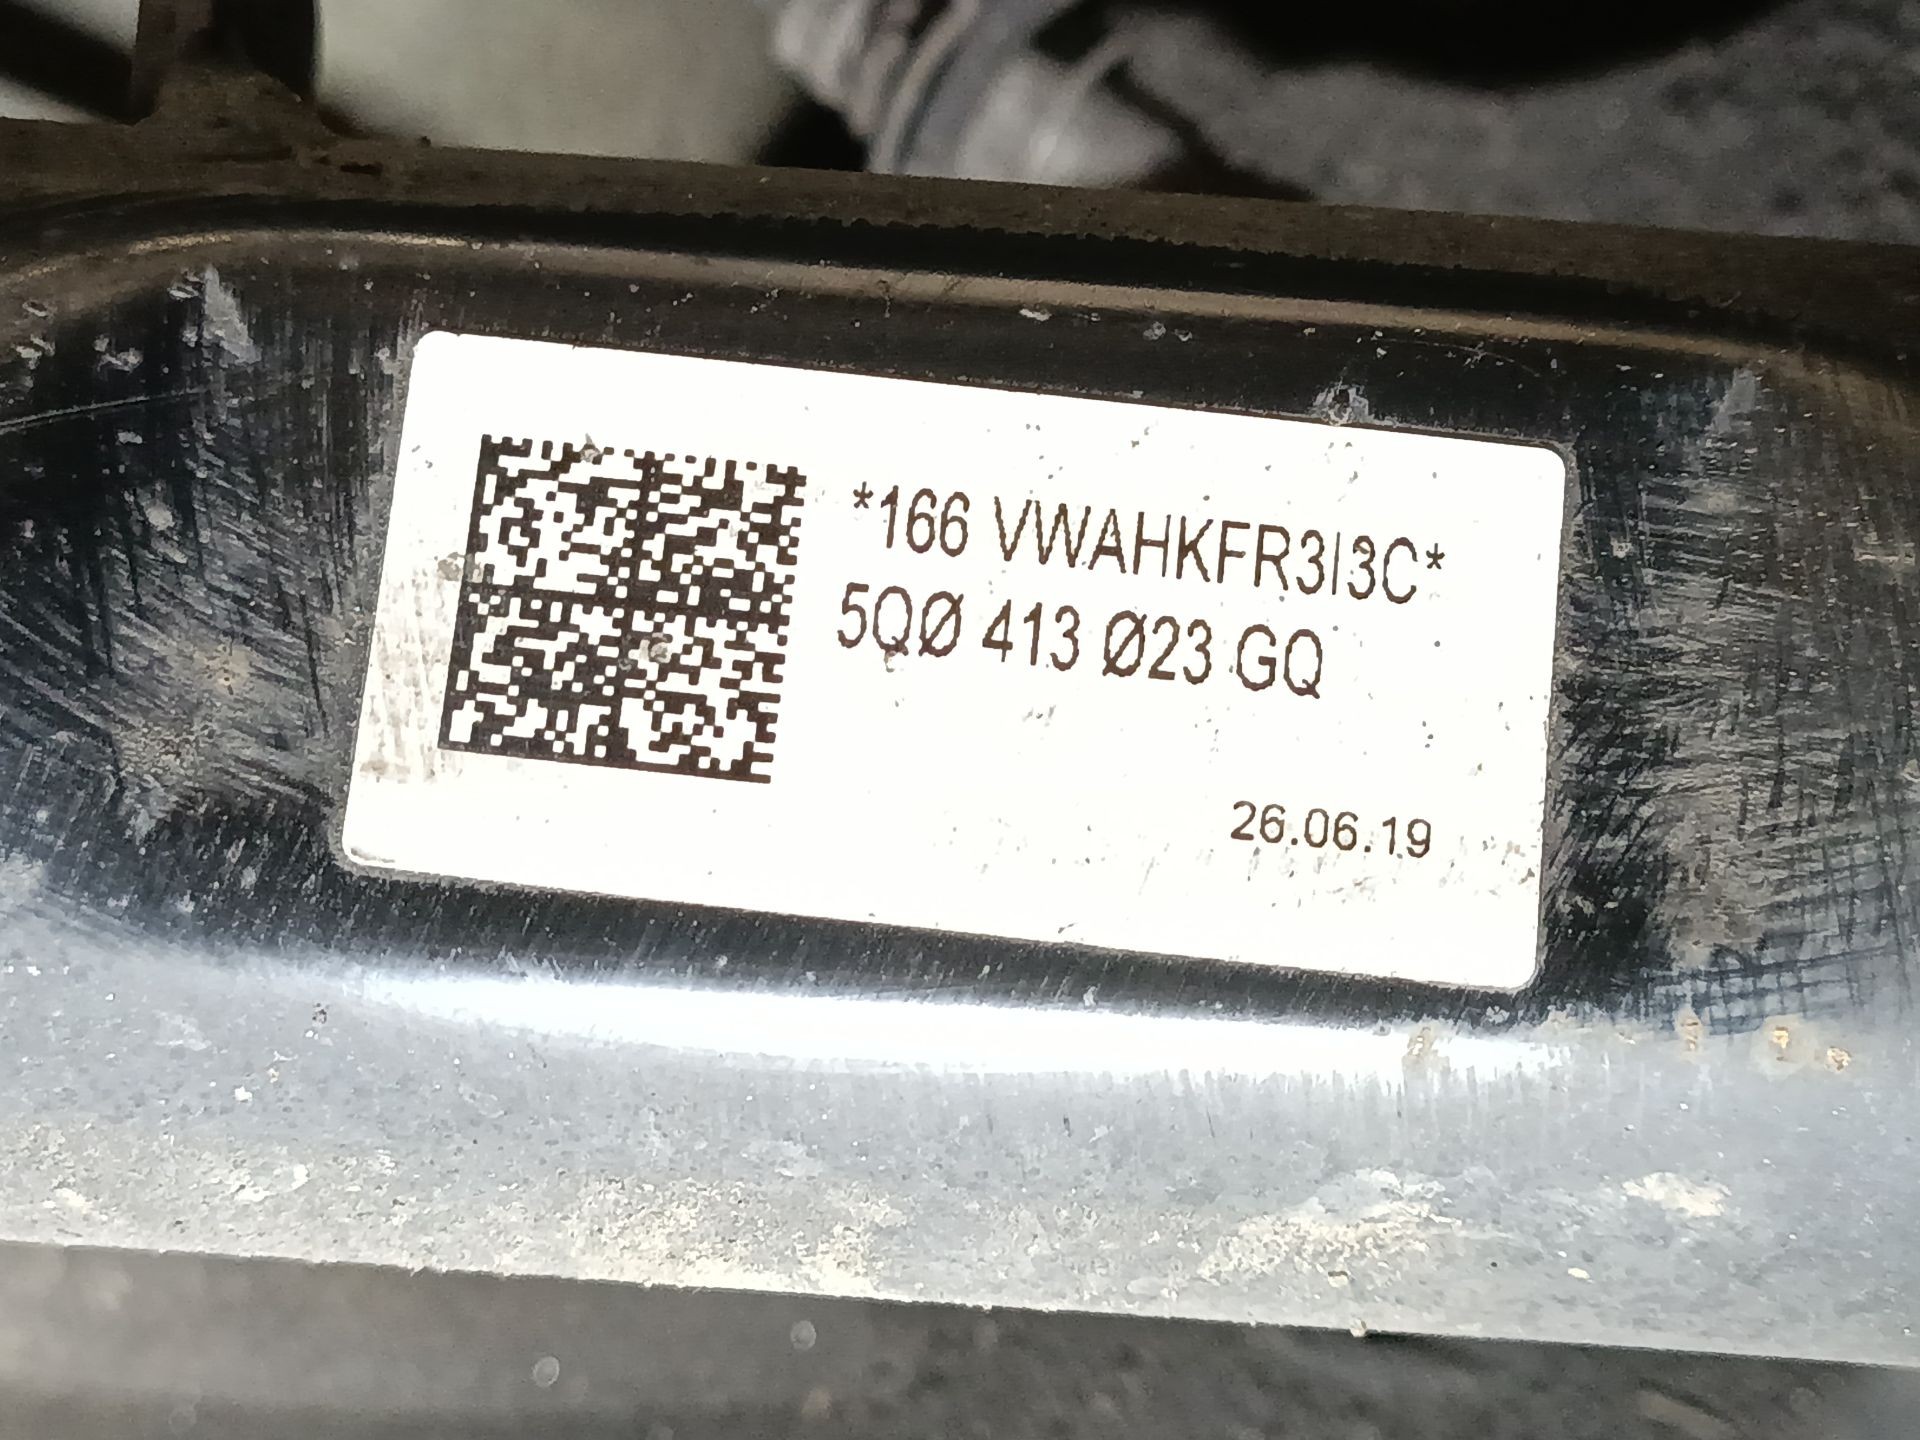 *166 VWAHKFR3I3C*
5QØ 413 Ø23 GQ
26.06.19